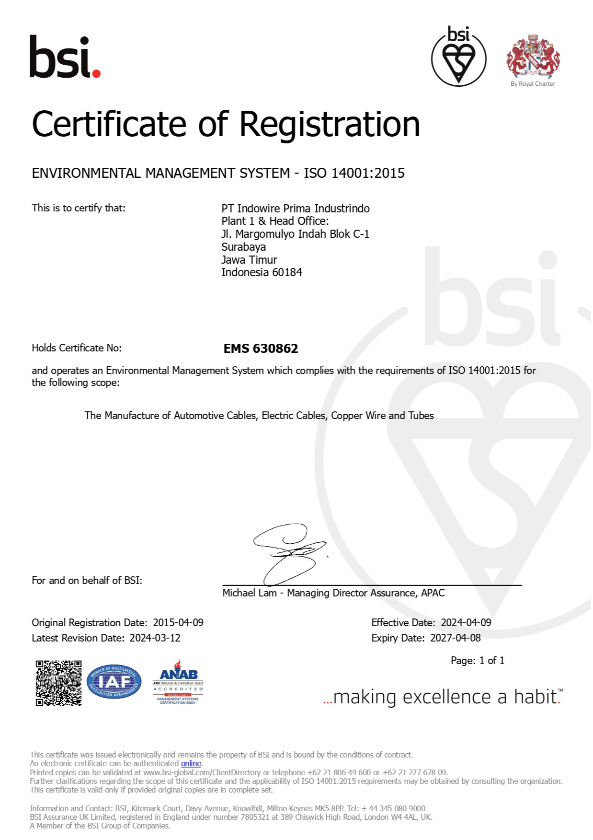 bsi.
bsi
By Royal Charter
Certificate of Registration
ENVIRONMENTAL MANAGEMENT SYSTEM - ISO 14001:2015
This is to certify that:
PT Indowire Prima Industrindo
Plant 1 & Head Office:
Jl. Margomulyo Indah Blok C-1
Surabaya
Jawa Timur
Indonesia 60184
bsi
Holds Certificate No:
EMS 630862
and operates an Environmental Management System which complies with the requirements of ISO 14001:2015 for
the following scope:
The Manufacture of Automotive Cables, Electric Cables, Copper Wire and Tubes
For and on behalf of BSI:
Michael Lam - Managing Director Assurance, APAC
Original Registration Date: 2015-04-09
Effective Date: 2024-04-09
Latest Revision Date: 2024-03-12
Expiry Date: 2027-04-08
Page: 1 of 1
IAF
ANAB
ACCREDITED
MANAGEMENT SYSTEMS
CERTIFICATION BODY
...making excellence a habit.™
This certificate was issued electronically and remains the property of BSI and is bound by the conditions of contract.
An electronic certificate can be authenticated online.
Printed copies can be validated at www.bsi-global.com/ClientDirectory or telephone +62 21 806 49 600 or +62 21 227 678 09.
Further clarifications regarding the scope of this certificate and the applicability of ISO 14001:2015 requirements may be obtained by consulting the organization.
This certificate is valid only if provided original copies are in complete set.
Information and Contact: BSI, Kitemark Court, Davy Avenue, Knowlhill, Milton Keynes MK5 8PP. Tel: + 44 345 080 9000
BSI Assurance UK Limited, registered in England under number 7805321 at 389 Chiswick High Road, London W4 4AL, UK.
A Member of the BSI Group of Companies.